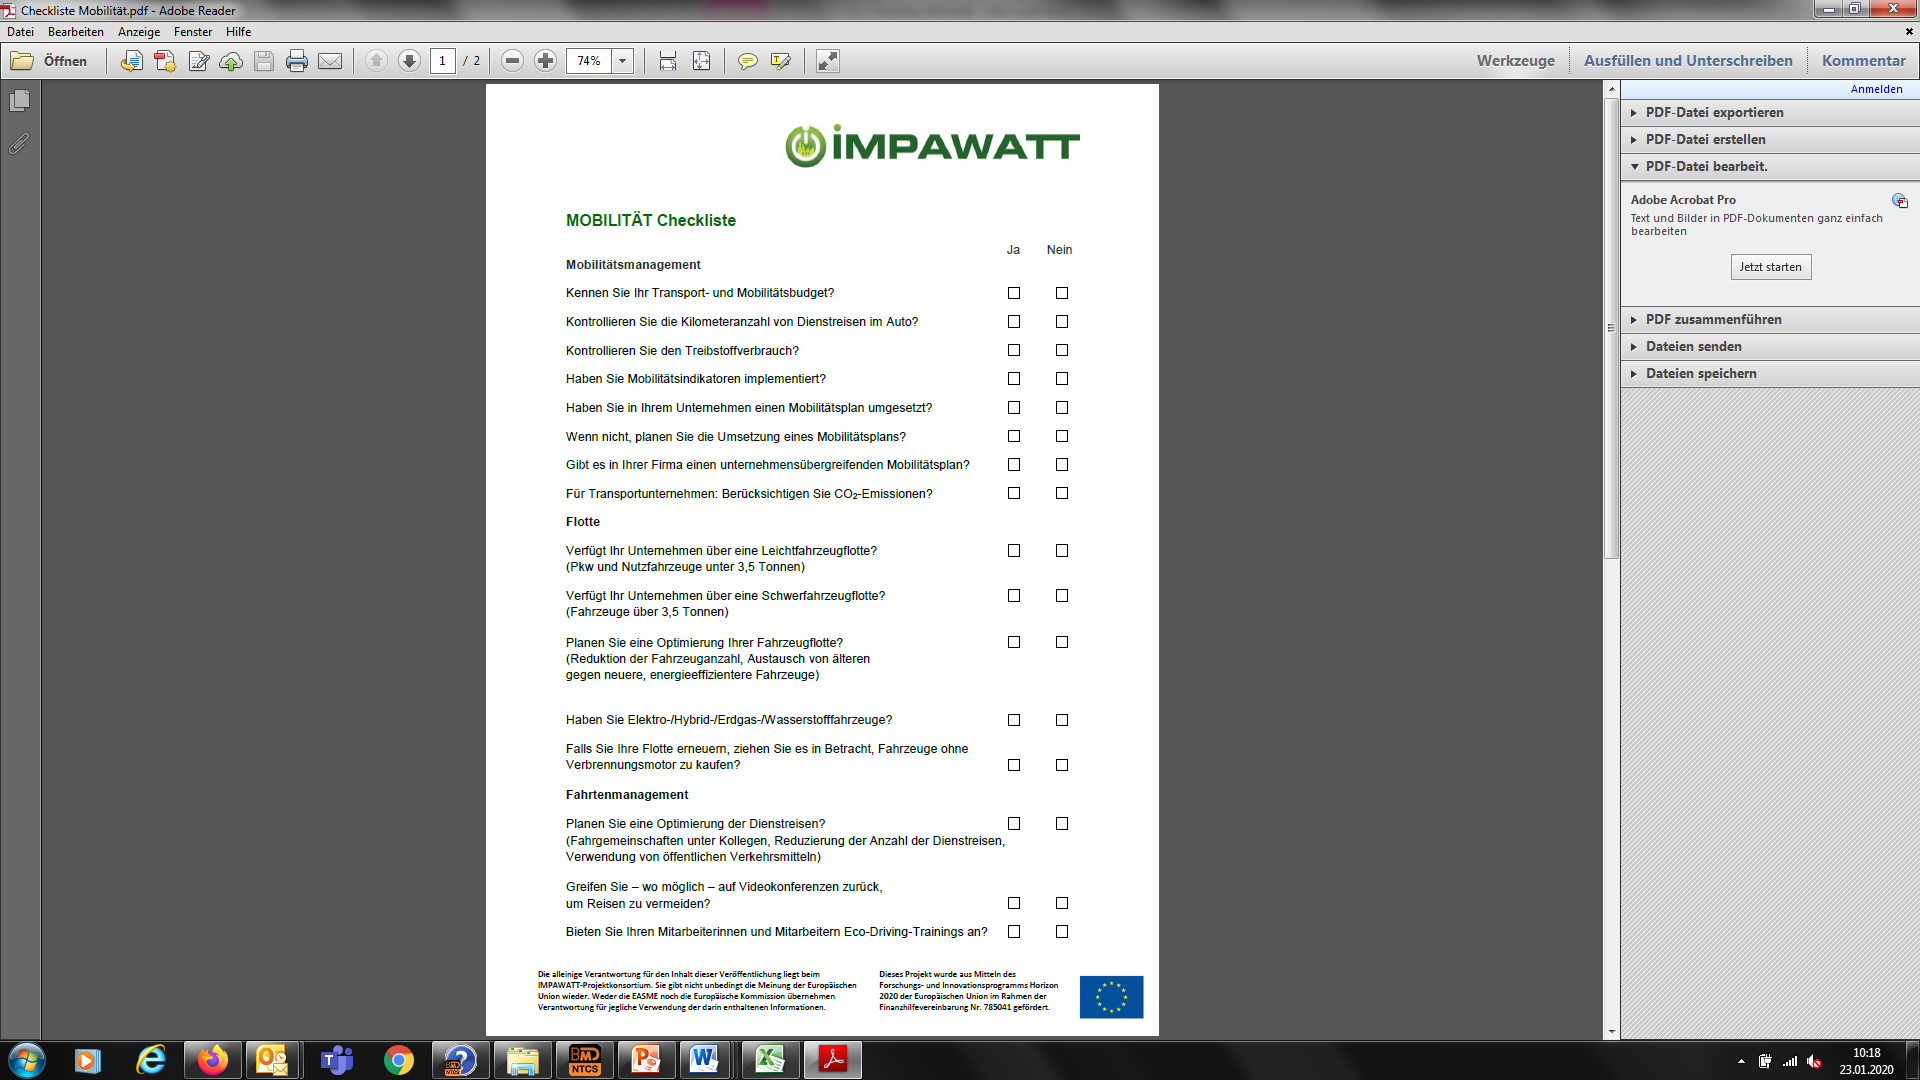 Checkliste Mobilität.pdf - Adobe Reader
Datei Bearbeiten Anzeige Fenster Hilfe
Öffnen 1 / 2 74% Werkzeuge Ausfüllen und Unterschreiben Kommentar
Anmelden
PDF-Datei exportieren
PDF-Datei erstellen
PDF-Datei bearbeit.
Adobe Acrobat Pro
Text und Bilder in PDF-Dokumenten ganz einfach
bearbeiten
Jetzt starten
PDF zusammenführen
Dateien senden
Dateien speichern
IMPAWATT
MOBILITÄT Checkliste
Ja Nein
Mobilitätsmanagement
Kennen Sie Ihr Transport- und Mobilitätsbudget?
Kontrollieren Sie die Kilometeranzahl von Dienstreisen im Auto?
Kontrollieren Sie den Treibstoffverbrauch?
Haben Sie Mobilitätsindikatoren implementiert?
Haben Sie in Ihrem Unternehmen einen Mobilitätsplan umgesetzt?
Wenn nicht, planen Sie die Umsetzung eines Mobilitätsplans?
Gibt es in Ihrer Firma einen unternehmensübergreifenden Mobilitätsplan?
Für Transportunternehmen: Berücksichtigen Sie CO₂-Emissionen?
Flotte
Verfügt Ihr Unternehmen über eine Leichtfahrzeugflotte?
(Pkw und Nutzfahrzeuge unter 3,5 Tonnen)
Verfügt Ihr Unternehmen über eine Schwerfahrzeugflotte?
(Fahrzeuge über 3,5 Tonnen)
Planen Sie eine Optimierung Ihrer Fahrzeugflotte?
(Reduktion der Fahrzeuganzahl, Austausch von älteren
gegen neuere, energieeffizientere Fahrzeuge)
Haben Sie Elektro-/Hybrid-/Erdgas-/Wasserstofffahrzeuge?
Falls Sie Ihre Flotte erneuern, ziehen Sie es in Betracht, Fahrzeuge ohne
Verbrennungsmotor zu kaufen?
Fahrtenmanagement
Planen Sie eine Optimierung der Dienstreisen?
(Fahrgemeinschaften unter Kollegen, Reduzierung der Anzahl der Dienstreisen,
Verwendung von öffentlichen Verkehrsmitteln)
Greifen Sie – wo möglich – auf Videokonferenzen zurück,
um Reisen zu vermeiden?
Bieten Sie Ihren Mitarbeiterinnen und Mitarbeitern Eco-Driving-Trainings an?
Die alleinige Verantwortung für den Inhalt dieser Veröffentlichung liegt beim
IMPAWATT-Projektkonsortium. Sie gibt nicht unbedingt die Meinung der Europäischen
Union wieder. Weder die EASME noch die Europäische Kommission übernehmen
Verantwortung für jegliche Verwendung der darin enthaltenen Informationen.
Dieses Projekt wurde aus Mitteln des
Forschungs- und Innovationsprogramms Horizon
2020 der Europäischen Union im Rahmen der
Finanzhilfevereinbarung Nr. 785041 gefördert.
BMD
NTCS
BMD
NTCS
10:18
23.01.2020